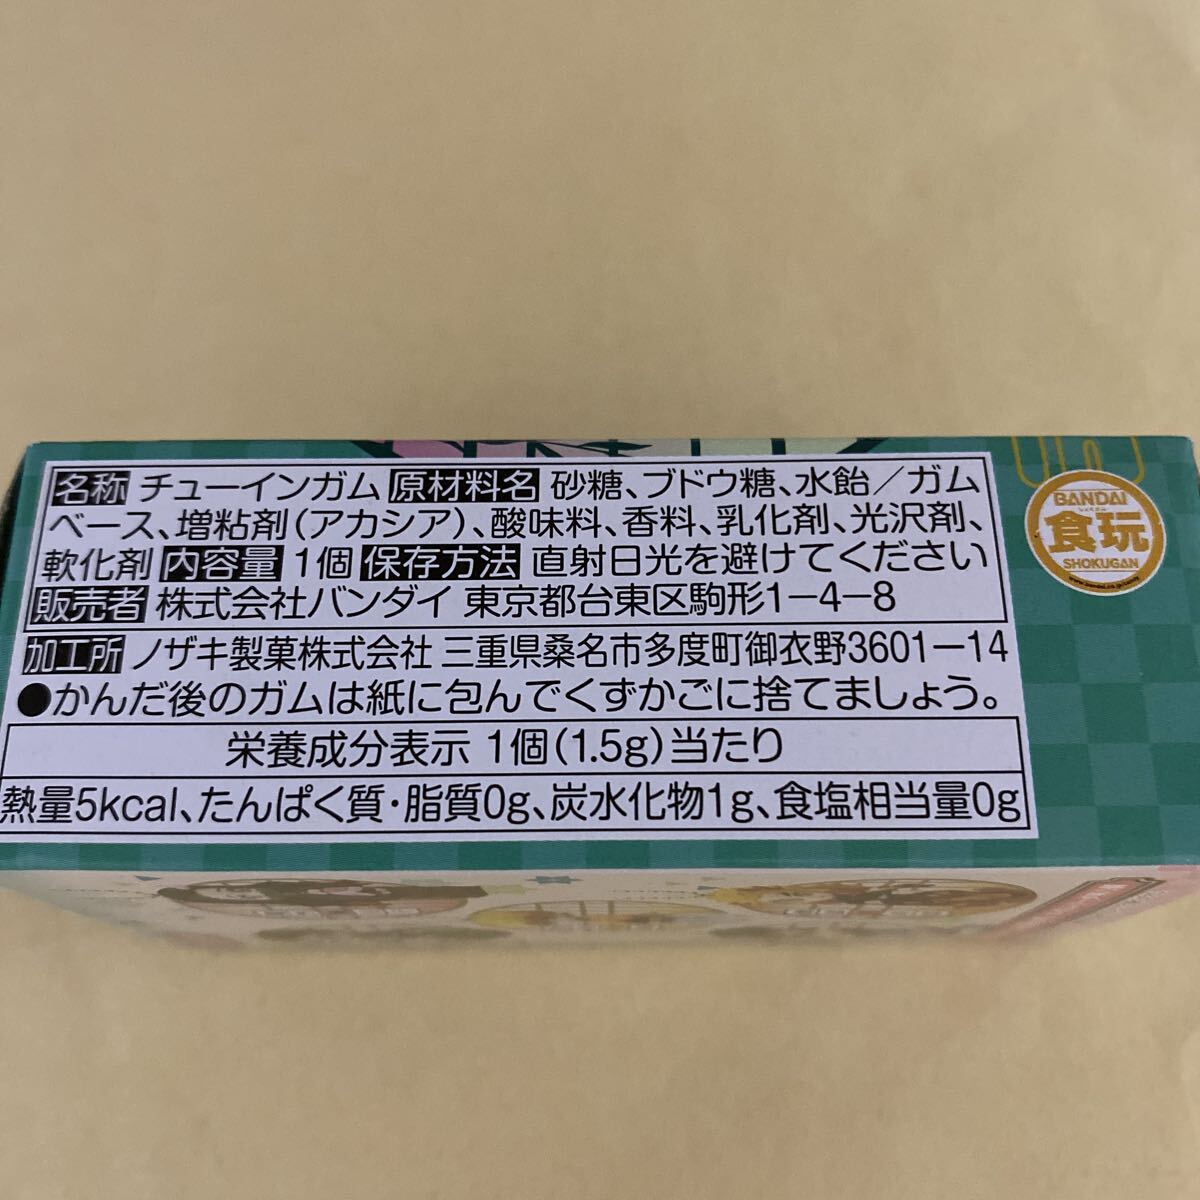 名称 チューインガム 原材料名 砂糖、ブドウ糖、水飴／ガム
ベース、増粘剤（アカシア）、酸味料、香料、乳化剤、光沢剤、
軟化剤 内容量 1個 保存方法 直射日光を避けてください
販売者 株式会社バンダイ 東京都台東区駒形1－4－8
加工所 ノザキ製菓株式会社 三重県桑名市多度町御衣野3601－14
●かんだ後のガムは紙に包んでくずかごに捨てましょう。
栄養成分表示 1個（1.5g）当たり
熱量5kcal、たんぱく質・脂質0g、炭水化物1g、食塩相当量0g
BANDAI
しょくがん
食玩
SHOKUGAN